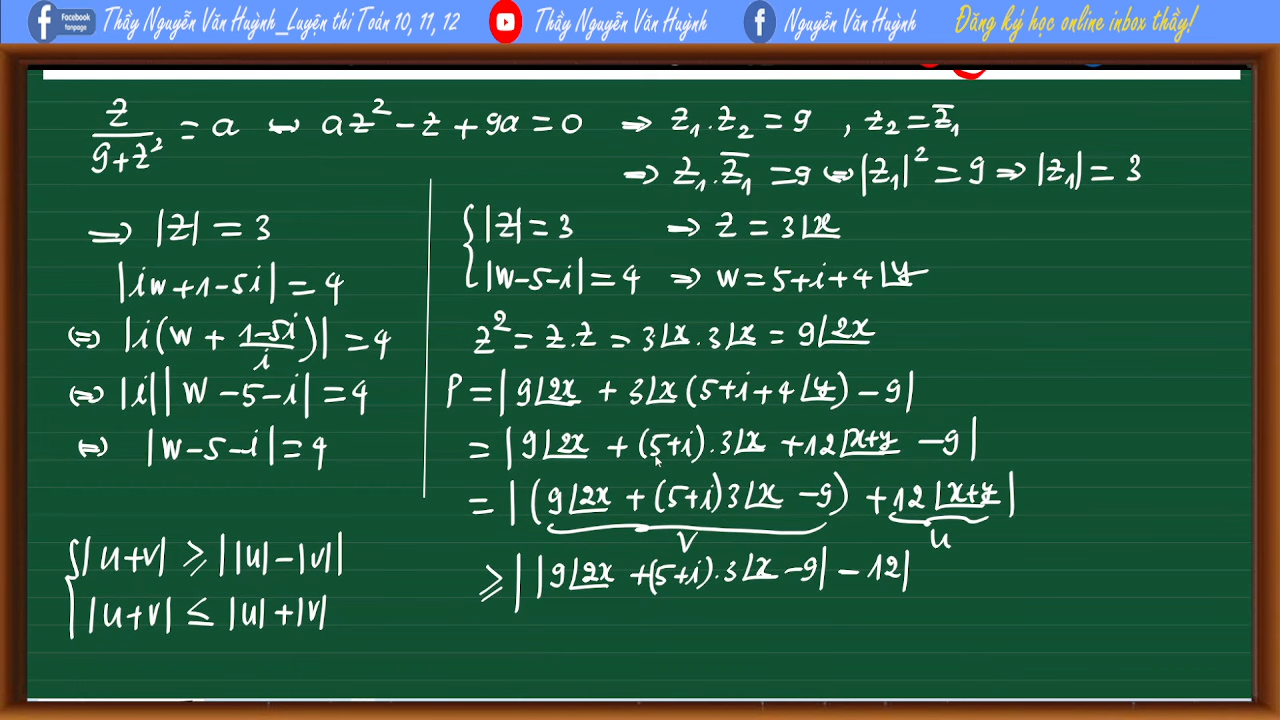 Facebook fanpage Thầy Nguyễn Văn Huỳnh_Luyện thi Toán 10, 11, 12 Thầy Nguyễn Văn Huỳnh Nguyễn Văn Huỳnh Đăng ký học online inbox thầy!
z/(9+z²) = a ⇔ az² − z + 9a = 0 ⇒ z₁.z₂ = 9 , z₂ = z̅₁
⇒ z₁.z̅₁ = 9 ⇔ |z₁|² = 9 ⇒ |z₁| = 3
⇒ |z| = 3
|iw+1−5i| = 4
⇔ |i(w + (1−5i)/i)| = 4
⇔ |i||w −5−i| = 4
⇔ |w−5−i| = 4
{ |u+v| ⩾ ||u|−|v||
|u+v| ≤ |u|+|v|
{ |z| = 3 ⇒ z = 3∠x
|w−5−i| = 4 ⇒ w = 5+i+4∠y
z² = z.z = 3∠x.3∠x = 9∠2x
P = |9∠2x + 3∠x(5+i+4∠y) − 9|
= |9∠2x + (5+i).3∠x + 12∠x+y − 9|
= |(9∠2x + (5+i)3∠x − 9) + 12∠x+y|
v u
⩾ ||9∠2x + (5+i).3∠x − 9| − 12|